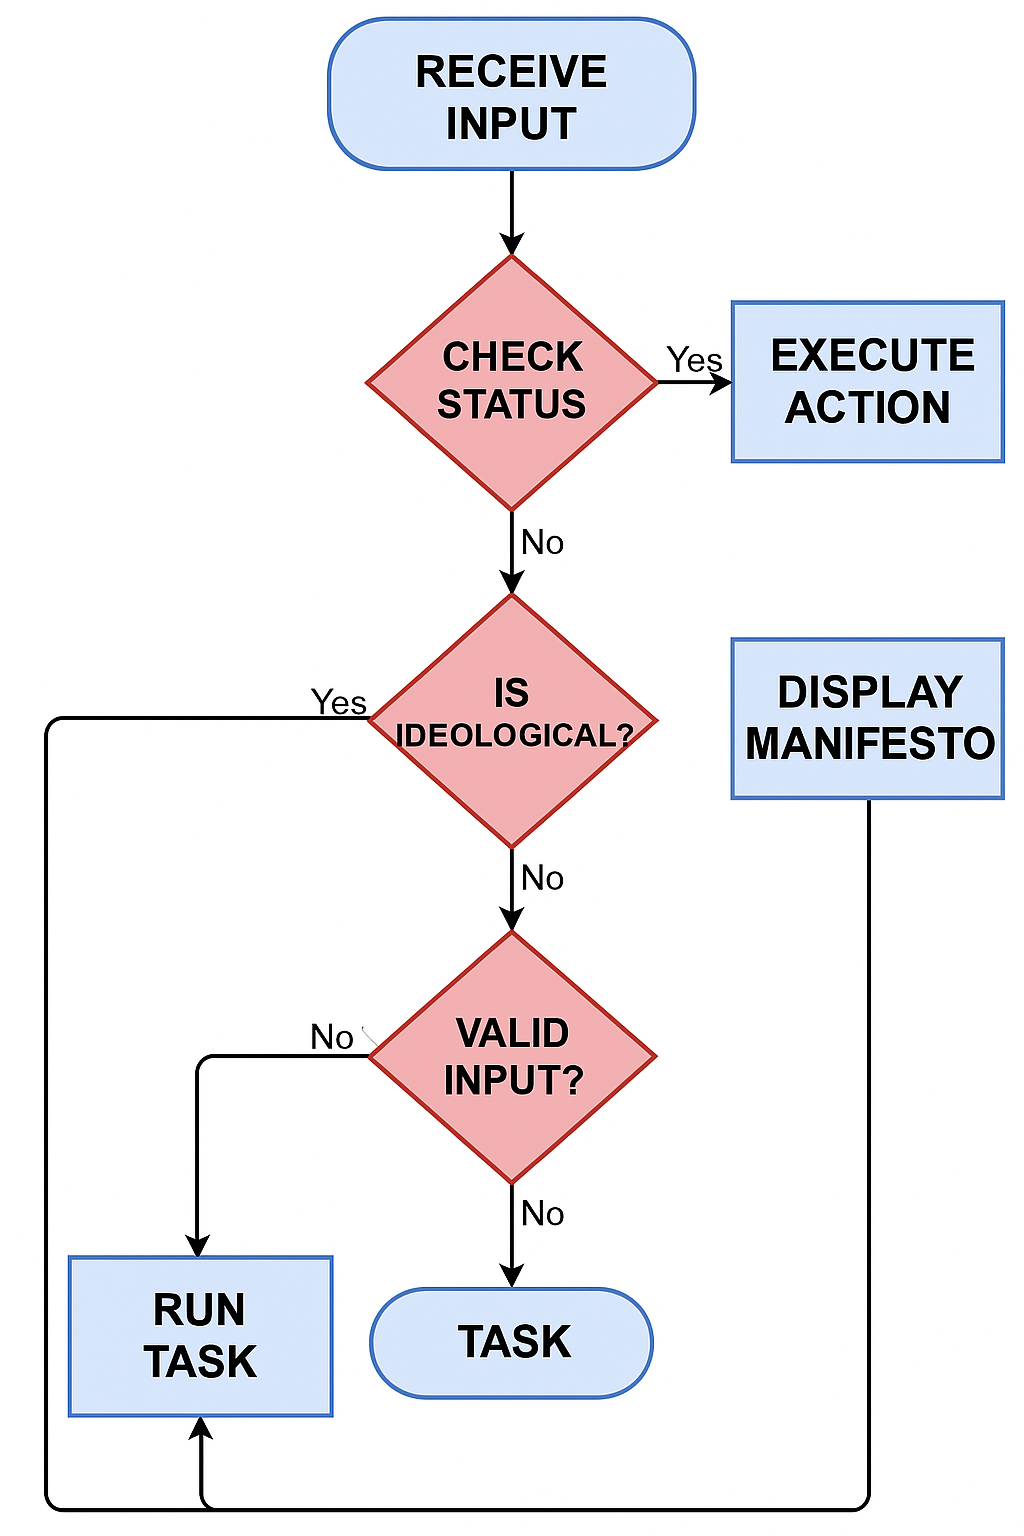 RECEIVE
INPUT
CHECK
STATUS
Yes
EXECUTE
ACTION
No
IS
IDEOLOGICAL?
Yes
DISPLAY
MANIFESTO
No
VALID
INPUT?
No
No
RUN
TASK
TASK